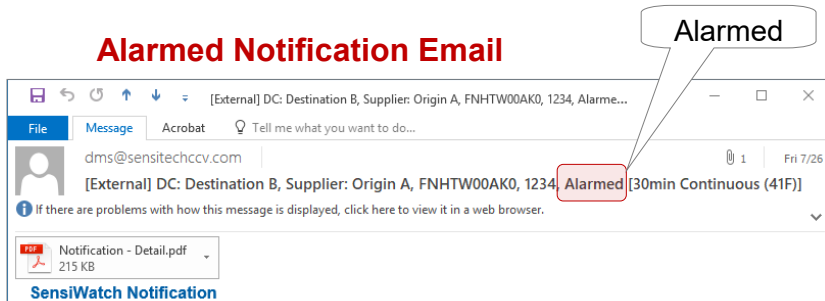 Alarmed
Alarmed Notification Email
[External] DC: Destination B, Supplier: Origin A, FNHTW00AK0, 1234, Alarme...
File Message Acrobat Tell me what you want to do...
dms@sensitechccv.com 1 Fri 7/26
[External] DC: Destination B, Supplier: Origin A, FNHTW00AK0, 1234, Alarmed [30min Continuous (41F)]
If there are problems with how this message is displayed, click here to view it in a web browser.
PDF Notification - Detail.pdf
215 KB
SensiWatch Notification